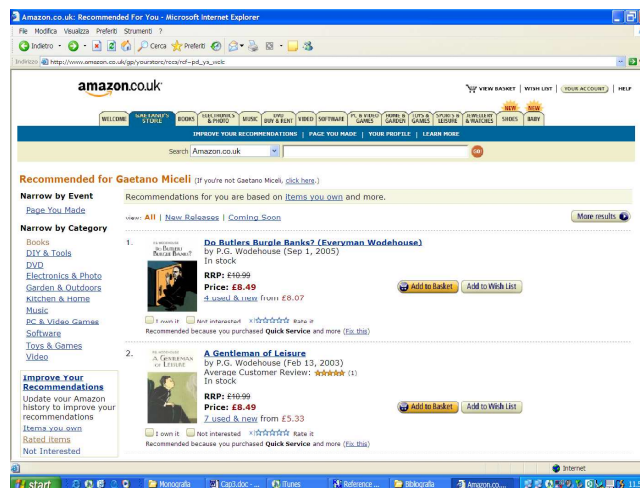 Amazon.co.uk: Recommended For You - Microsoft Internet Explorer
File Modifica Visualizza Preferiti Strumenti ?
Indietro Cerca Preferiti
Indirizzo
amazon.co.uk
VIEW BASKET | WISH LIST | YOUR ACCOUNT | HELP
NEW NEW
WELCOME GAETANO'S STORE BOOKS ELECTRONICS & PHOTO MUSIC DVD BUY & RENT VIDEO SOFTWARE PC & VIDEO GAMES HOME & GARDEN TOYS & GAMES SPORTS & LEISURE JEWELLERY & WATCHES SHOES BABY
IMPROVE YOUR RECOMMENDATIONS | PAGE YOU MADE | YOUR PROFILE | LEARN MORE
Search Amazon.co.uk GO
Recommended for Gaetano Miceli (If you're not Gaetano Miceli, click here.)
Narrow by Event
Page You Made
Narrow by Category
Books
DIY & Tools
DVD
Electronics & Photo
Garden & Outdoors
Kitchen & Home
Music
PC & Video Games
Software
Toys & Games
Video
Improve Your
Recommendations
Update your Amazon
history to improve your
recommendations
Items you own
Rated items
Not Interested
Recommendations for you are based on items you own and more.
view: All | New Releases | Coming Soon
More results
1.
Do Butlers Burgle Banks? (Everyman Wodehouse)
by P.G. Wodehouse (Sep 1, 2005)
In stock
RRP: £10.99
Price: £8.49
4 used & new from £8.07
Add to Basket Add to Wish List
I own it Not interested Rate it
Recommended because you purchased Quick Service and more (Fix this)
2.
A GENTLEMAN
OF LEISURE
A Gentleman of Leisure
by P.G. Wodehouse (Feb 13, 2003)
Average Customer Review: (1)
In stock
RRP: £10.99
Price: £8.49
7 used & new from £5.33
Add to Basket Add to Wish List
I own it Not interested Rate it
Recommended because you purchased Quick Service and more (Fix this)
Internet
start Monografia Cap3.doc - ... iTunes Reference ... Bibliografia Amazon.co....